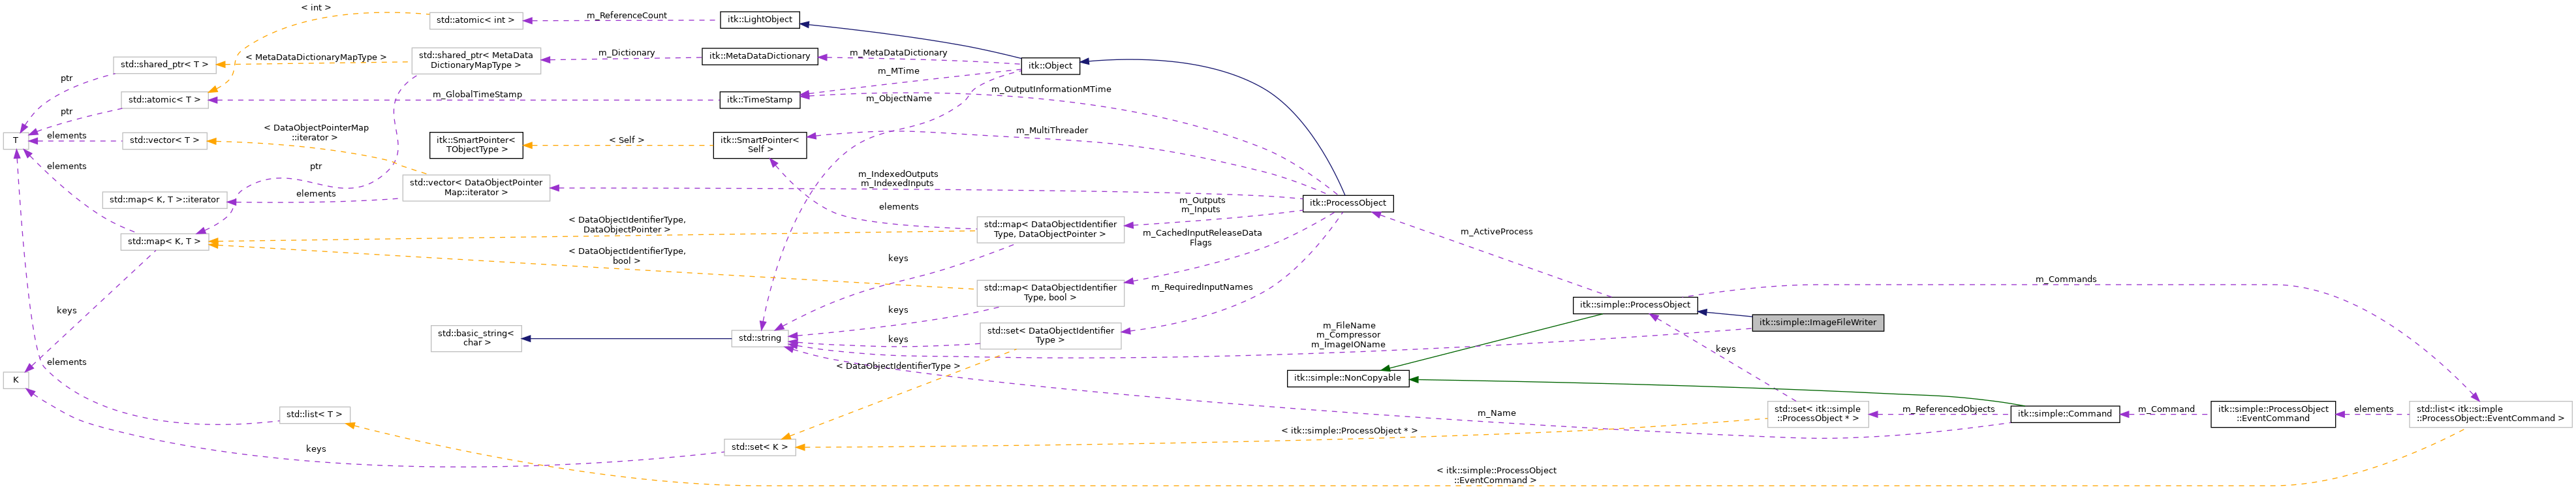 < int >
std::atomic< int >
m_ReferenceCount
itk::LightObject
std::shared_ptr< T >
< MetaDataDictionaryMapType >
std::shared_ptr< MetaData
DictionaryMapType >
m_Dictionary
itk::MetaDataDictionary
m_MetaDataDictionary
itk::Object
ptr
m_MTime
std::atomic< T >
m_GlobalTimeStamp
itk::TimeStamp
m_ObjectName
m_OutputInformationMTime
ptr
T
elements
std::vector< T >
< DataObjectPointerMap
::iterator >
itk::SmartPointer<
TObjectType >
< Self >
itk::SmartPointer<
Self >
m_MultiThreader
elements
ptr
std::map< K, T >::iterator
elements
std::vector< DataObjectPointer
Map::iterator >
m_IndexedOutputs
m_IndexedInputs
itk::ProcessObject
elements
m_Outputs
m_Inputs
std::map< K, T >
< DataObjectIdentifierType,
DataObjectPointer >
std::map< DataObjectIdentifier
Type, DataObjectPointer >
m_CachedInputReleaseData
Flags
m_ActiveProcess
< DataObjectIdentifierType,
bool >
keys
std::map< DataObjectIdentifier
Type, bool >
m_RequiredInputNames
m_Commands
keys
keys
itk::simple::ProcessObject
itk::simple::ImageFileWriter
std::basic_string<
char >
std::string
keys
std::set< DataObjectIdentifier
Type >
m_FileName
m_Compressor
m_ImageIOName
keys
elements
< DataObjectIdentifierType >
K
itk::simple::NonCopyable
std::list< T >
m_Name
std::set< itk::simple
::ProcessObject * >
m_ReferencedObjects
itk::simple::Command
m_Command
itk::simple::ProcessObject
::EventCommand
elements
std::list< itk::simple
::ProcessObject::EventCommand >
keys
std::set< K >
< itk::simple::ProcessObject * >
< itk::simple::ProcessObject
::EventCommand >